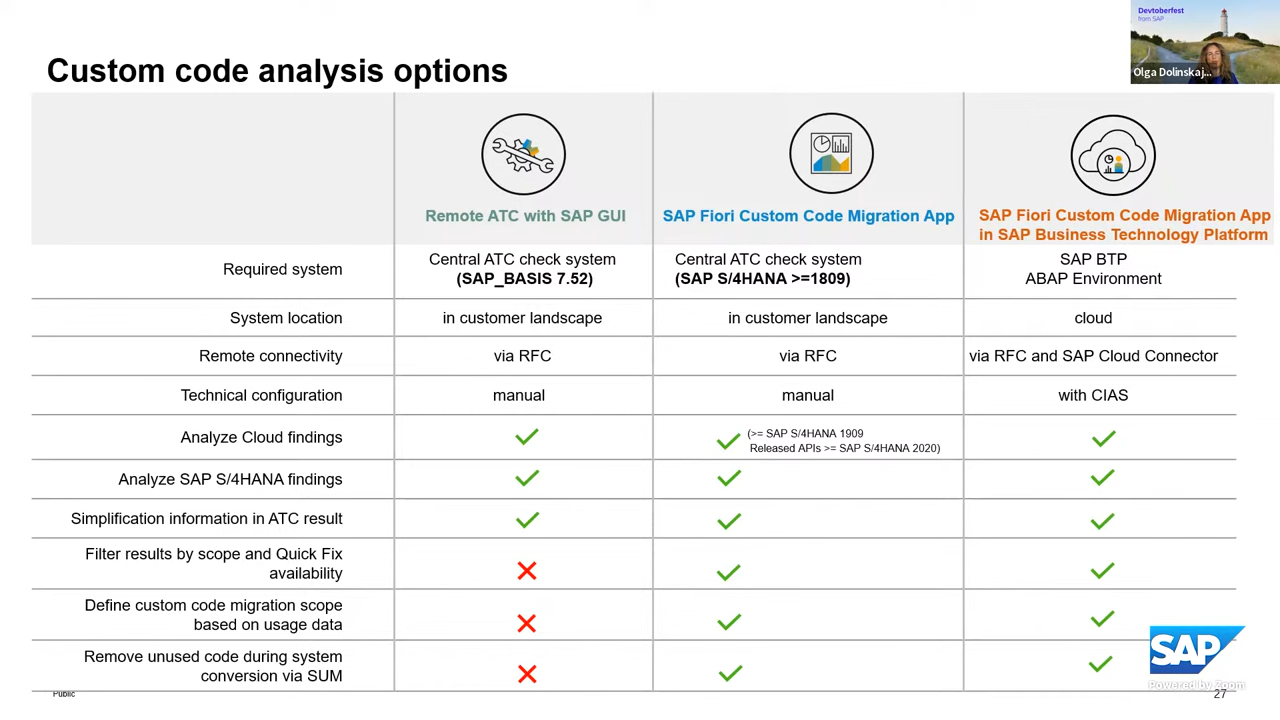 Devtoberfest
from SAP
Olga Dolinskaj...
Custom code analysis options
Remote ATC with SAP GUI
SAP Fiori Custom Code Migration App
SAP Fiori Custom Code Migration App
in SAP Business Technology Platform
Required system
Central ATC check system
(SAP_BASIS 7.52)
Central ATC check system
(SAP S/4HANA >=1809)
SAP BTP
ABAP Environment
System location
in customer landscape
in customer landscape
cloud
Remote connectivity
via RFC
via RFC
via RFC and SAP Cloud Connector
Technical configuration
manual
manual
with CIAS
Analyze Cloud findings
(>= SAP S/4HANA 1909
Released APIs >= SAP S/4HANA 2020)
Analyze SAP S/4HANA findings
Simplification information in ATC result
Filter results by scope and Quick Fix
availability
Define custom code migration scope
based on usage data
Remove unused code during system
conversion via SUM
SAP
Powered by Zoom
Public
27